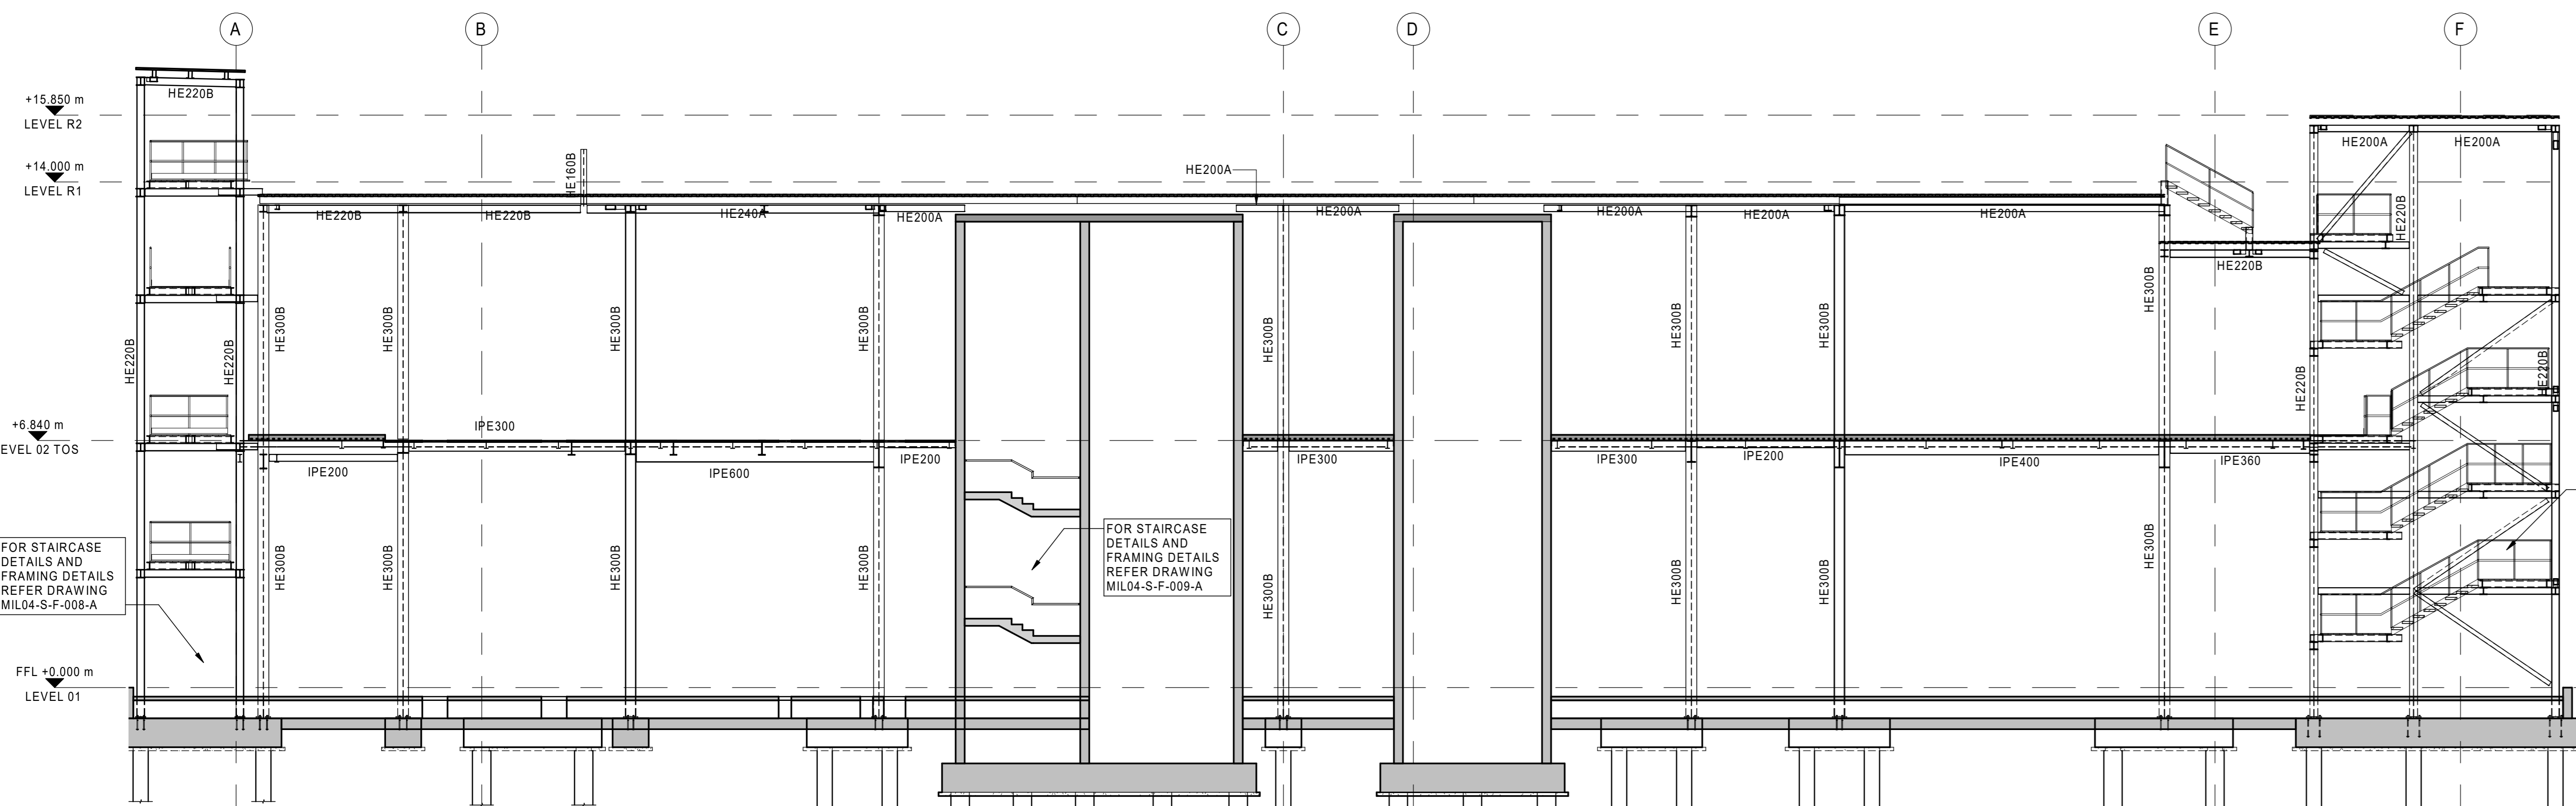 A
B
C
D
E
F
+15.850 m
LEVEL R2
+14.000 m
LEVEL R1
+6.840 m
EVEL 02 TOS
FFL +0.000 m
LEVEL 01
HE220B
HE160B
HE200A
HE200A
HE200A
HE220B
HE220B
HE240A
HE200A
HE200A
HE200A
HE200A
HE200A
HE220B
HE220B
HE220B
HE220B
HE300B
HE300B
HE300B
HE300B
HE300B
HE300B
HE300B
HE300B
HE220B
E220B
IPE300
IPE200
IPE600
IPE200
IPE300
IPE300
IPE200
IPE400
IPE360
HE300B
HE300B
HE300B
HE300B
HE300B
HE300B
HE300B
HE300B
FOR STAIRCASE
DETAILS AND
FRAMING DETAILS
REFER DRAWING
MIL04-S-F-008-A
FOR STAIRCASE
DETAILS AND
FRAMING DETAILS
REFER DRAWING
MIL04-S-F-009-A